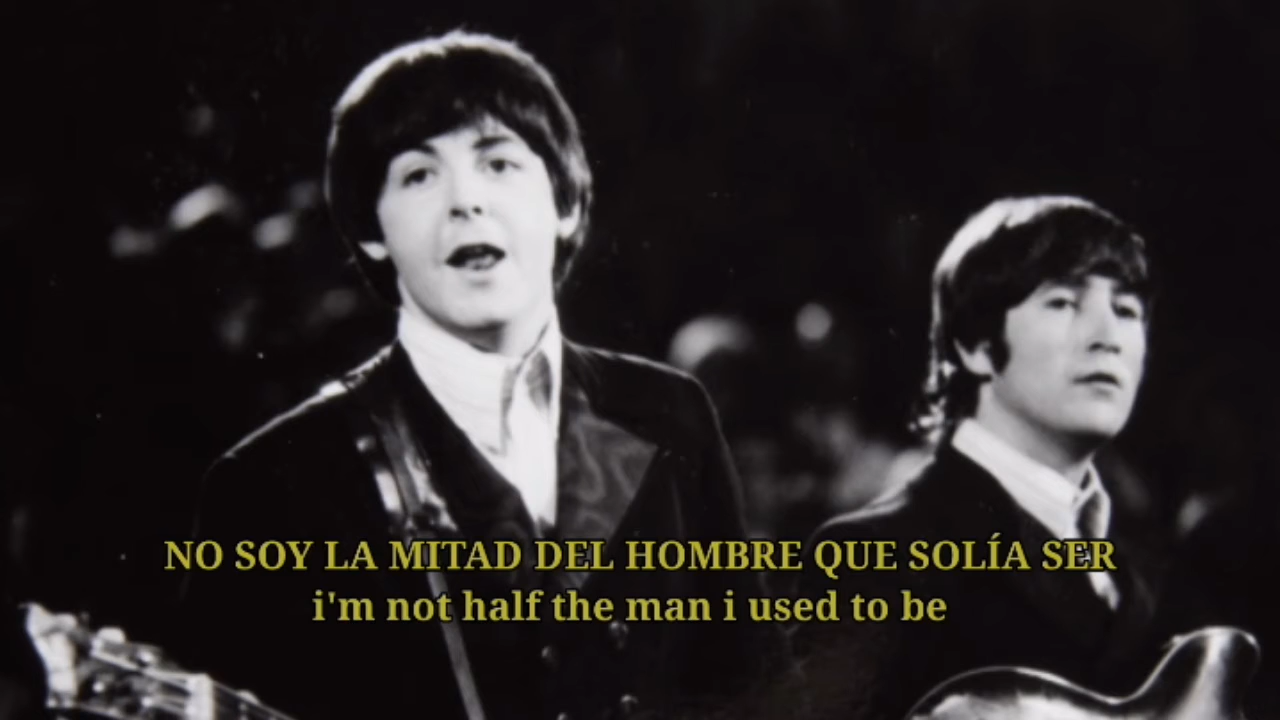 NO SOY LA MITAD DEL HOMBRE QUE SOLÍA SER
i'm not half the man i used to be